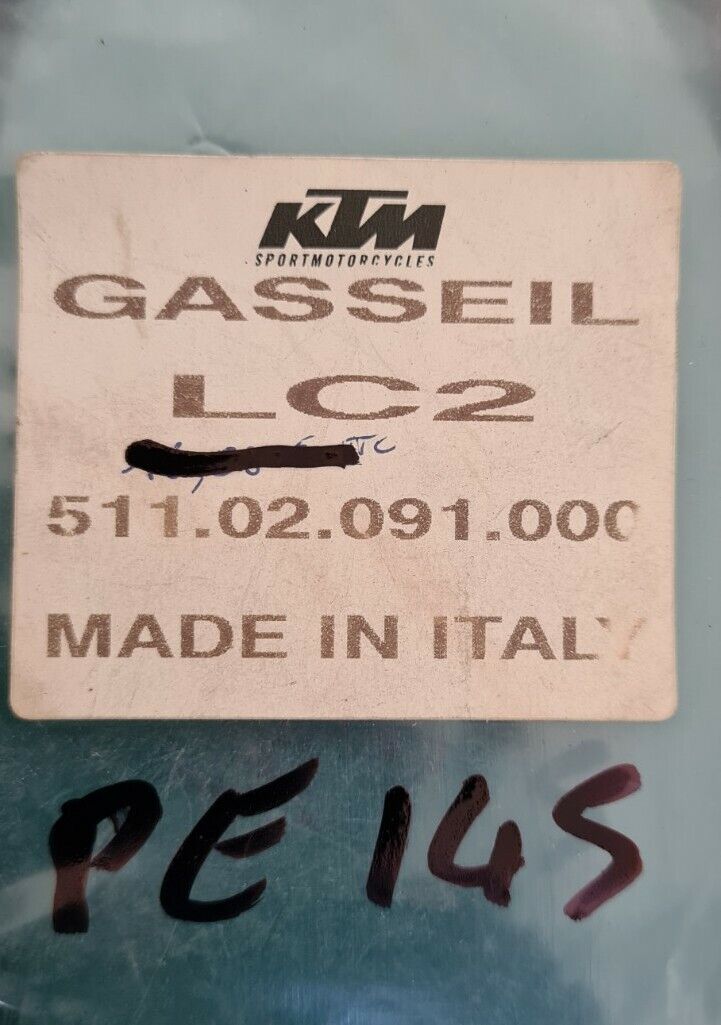 KTM
SPORTMOTORCYCLES
GASSEIL
LC2
511.02.091.000
MADE IN ITALY
PE 145